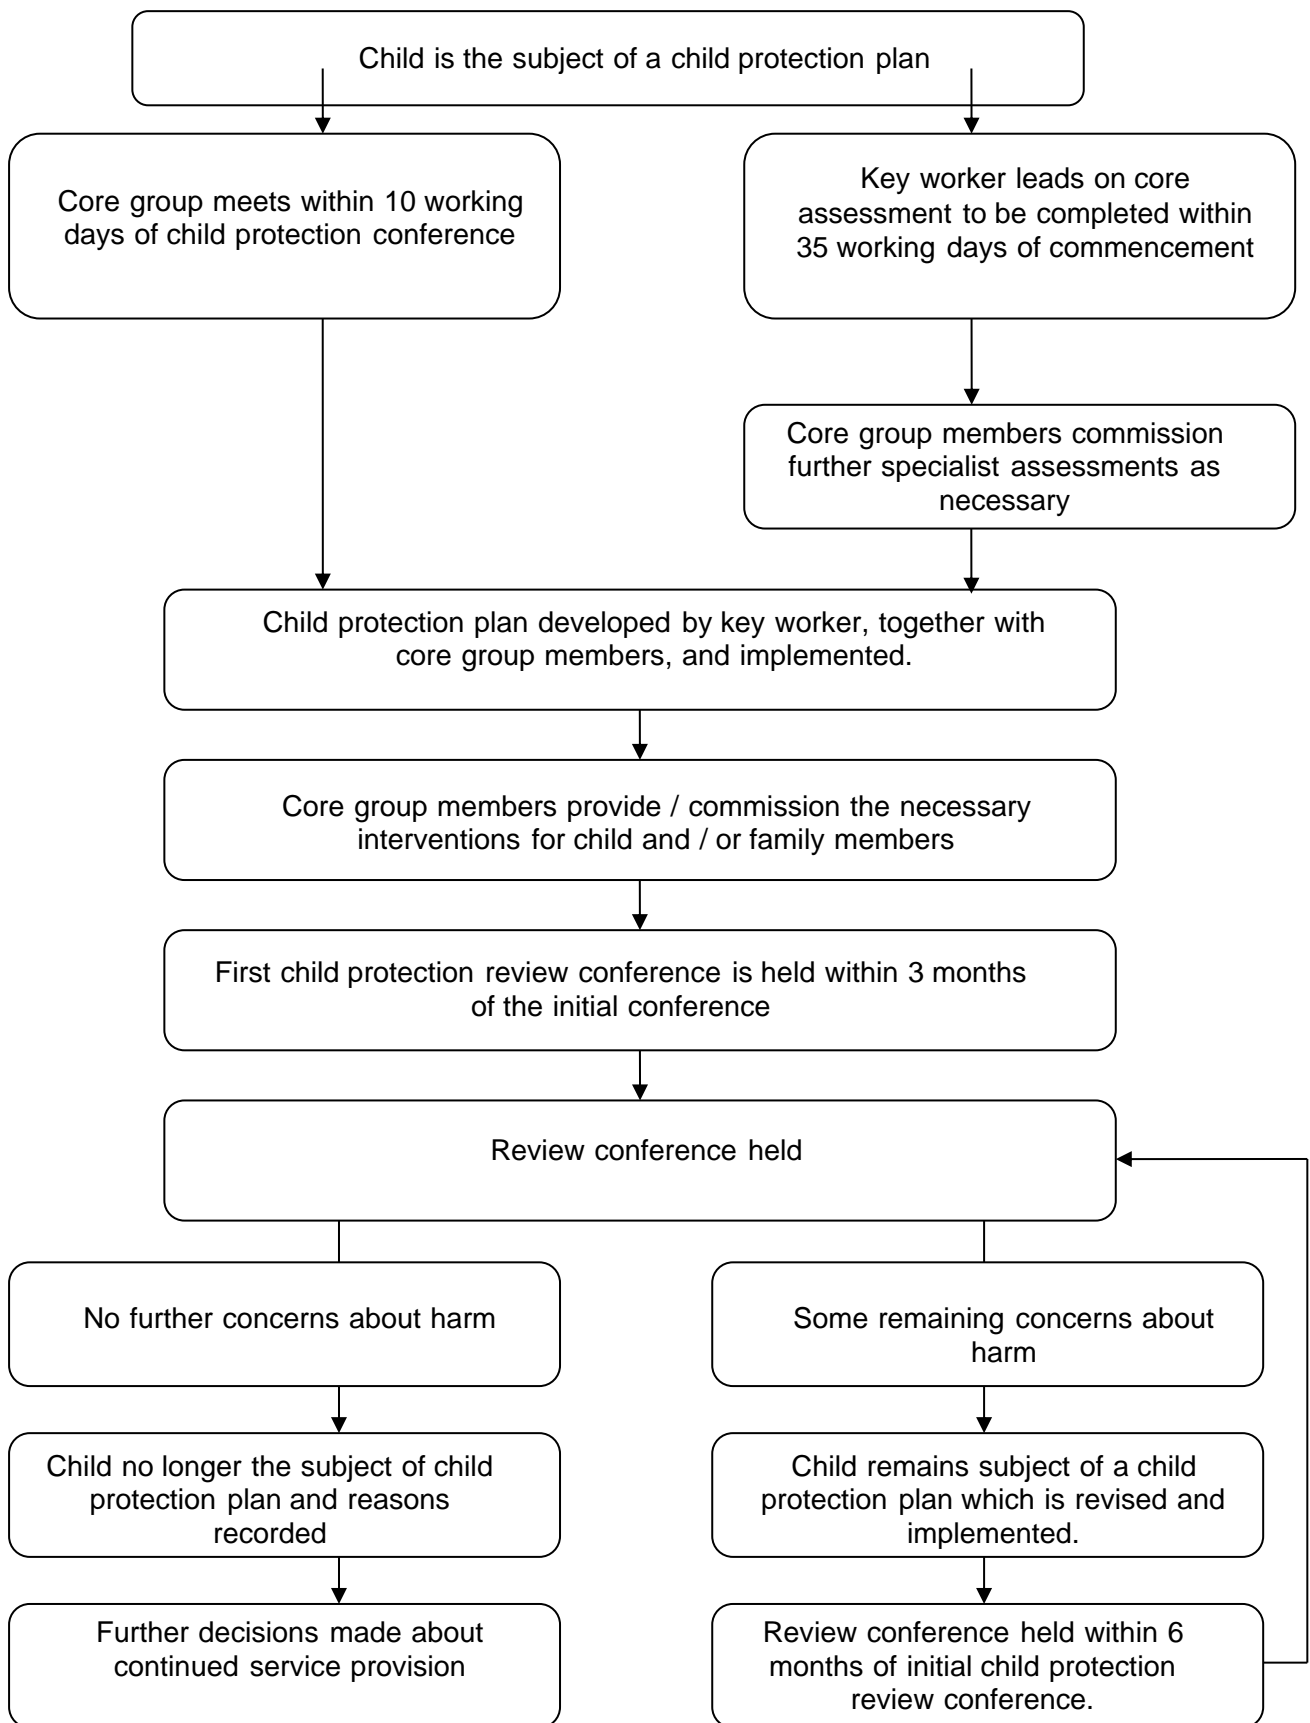 Child is the subject of a child protection plan
Core group meets within 10 working
days of child protection conference
Key worker leads on core
assessment to be completed within
35 working days of commencement
Core group members commission
further specialist assessments as
necessary
Child protection plan developed by key worker, together with
core group members, and implemented.
Core group members provide / commission the necessary
interventions for child and / or family members
First child protection review conference is held within 3 months
of the initial conference
Review conference held
No further concerns about harm
Some remaining concerns about
harm
Child no longer the subject of child
protection plan and reasons
recorded
Child remains subject of a child
protection plan which is revised and
implemented.
Further decisions made about
continued service provision
Review conference held within 6
months of initial child protection
review conference.